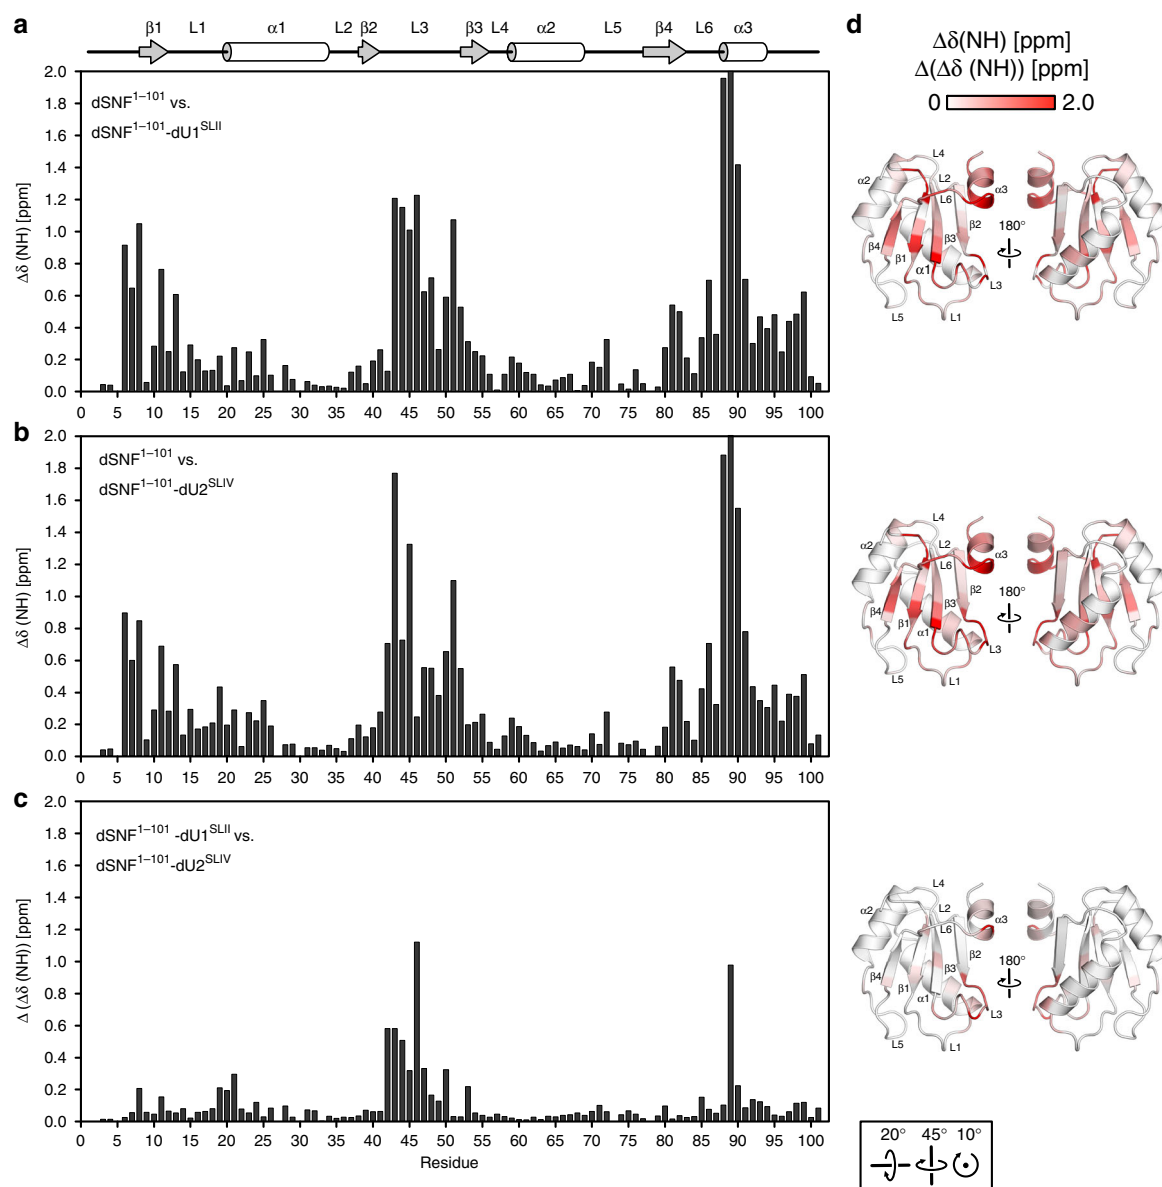 a
β1 L1 α1 L2 β2 L3 β3 L4 α2 L5 β4 L6 α3
dSNF1–101 vs.
dSNF1–101-dU1SLII
Δδ (NH) [ppm]
2.0
1.8
1.6
1.4
1.2
1.0
0.8
0.6
0.4
0.2
0.0
0 5 10 15 20 25 30 35 40 45 50 55 60 65 70 75 80 85 90 95 100
b
dSNF1–101 vs.
dSNF1–101-dU2SLIV
Δδ (NH) [ppm]
2.0
1.8
1.6
1.4
1.2
1.0
0.8
0.6
0.4
0.2
0.0
0 5 10 15 20 25 30 35 40 45 50 55 60 65 70 75 80 85 90 95 100
c
dSNF1–101 -dU1SLII vs.
dSNF1–101-dU2SLIV
Δ (Δδ (NH)) [ppm]
2.0
1.8
1.6
1.4
1.2
1.0
0.8
0.6
0.4
0.2
0.0
0 5 10 15 20 25 30 35 40 45 50 55 60 65 70 75 80 85 90 95 100
Residue
d
Δδ(NH) [ppm]
Δ(Δδ (NH)) [ppm]
0 2.0
L4
α2
L2
α3
L6
β2
180°
β3
β4
β1
α1
L3
L5
L1
L4
α2
L2
α3
L6
β2
180°
β3
β4
β1
α1
L3
L5
L1
L4
α2
L2
α3
L6
β2
180°
β3
β4
β1
α1
L3
L5
L1
20° 45° 10°